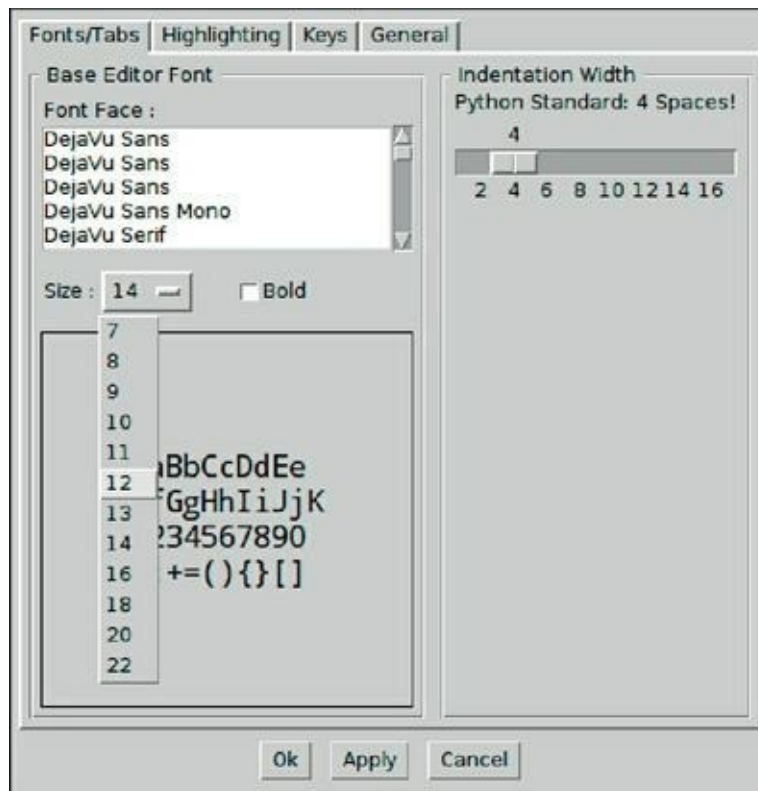 Fonts/Tabs Highlighting Keys General
Base Editor Font
Font Face :
DejaVu Sans
DejaVu Sans
DejaVu Sans
DejaVu Sans Mono
DejaVu Serif
Size : 14 Bold
7
8
9
10
11
12
13
14
16
18
20
22
BbCcDdEe
GgHhIiJjK
234567890
+=(){}[]
Indentation Width
Python Standard: 4 Spaces!
4
2 4 6 8 10 12 14 16
Ok Apply Cancel